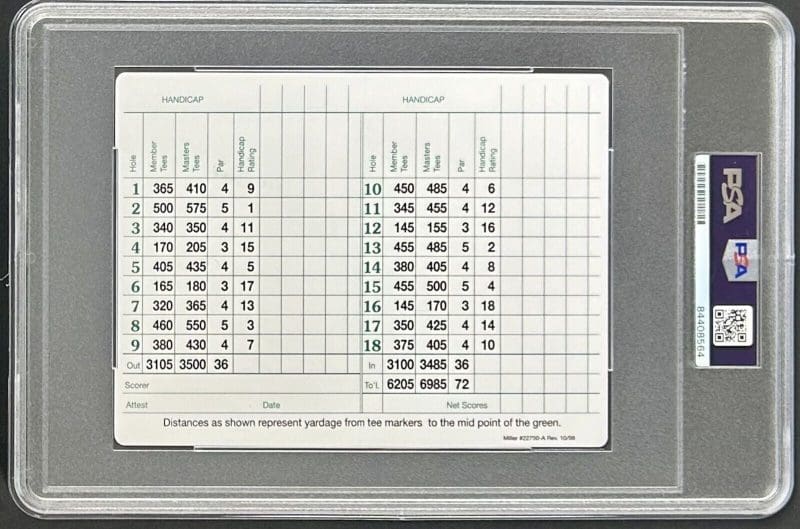 HANDICAP HANDICAP
Hole Member Tees Masters Tees Par Handicap Rating Hole Member Tees Masters Tees Par Handicap Rating
1 365 410 4 9 10 450 485 4 6
2 500 575 5 1 11 345 455 4 12
3 340 350 4 11 12 145 155 3 16
4 170 205 3 15 13 455 485 5 2
5 405 435 4 5 14 380 405 4 8
6 165 180 3 17 15 455 500 5 4
7 320 365 4 13 16 145 170 3 18
8 460 550 5 3 17 350 425 4 14
9 380 430 4 7 18 375 405 4 10
Out 3105 3500 36 In 3100 3485 36
Scorer To'l. 6205 6985 72
Attest Date Net Scores
Distances as shown represent yardage from tee markers to the mid point of the green.
Miller #22790-A Rev. 10/98
PSA
PSA
84408564